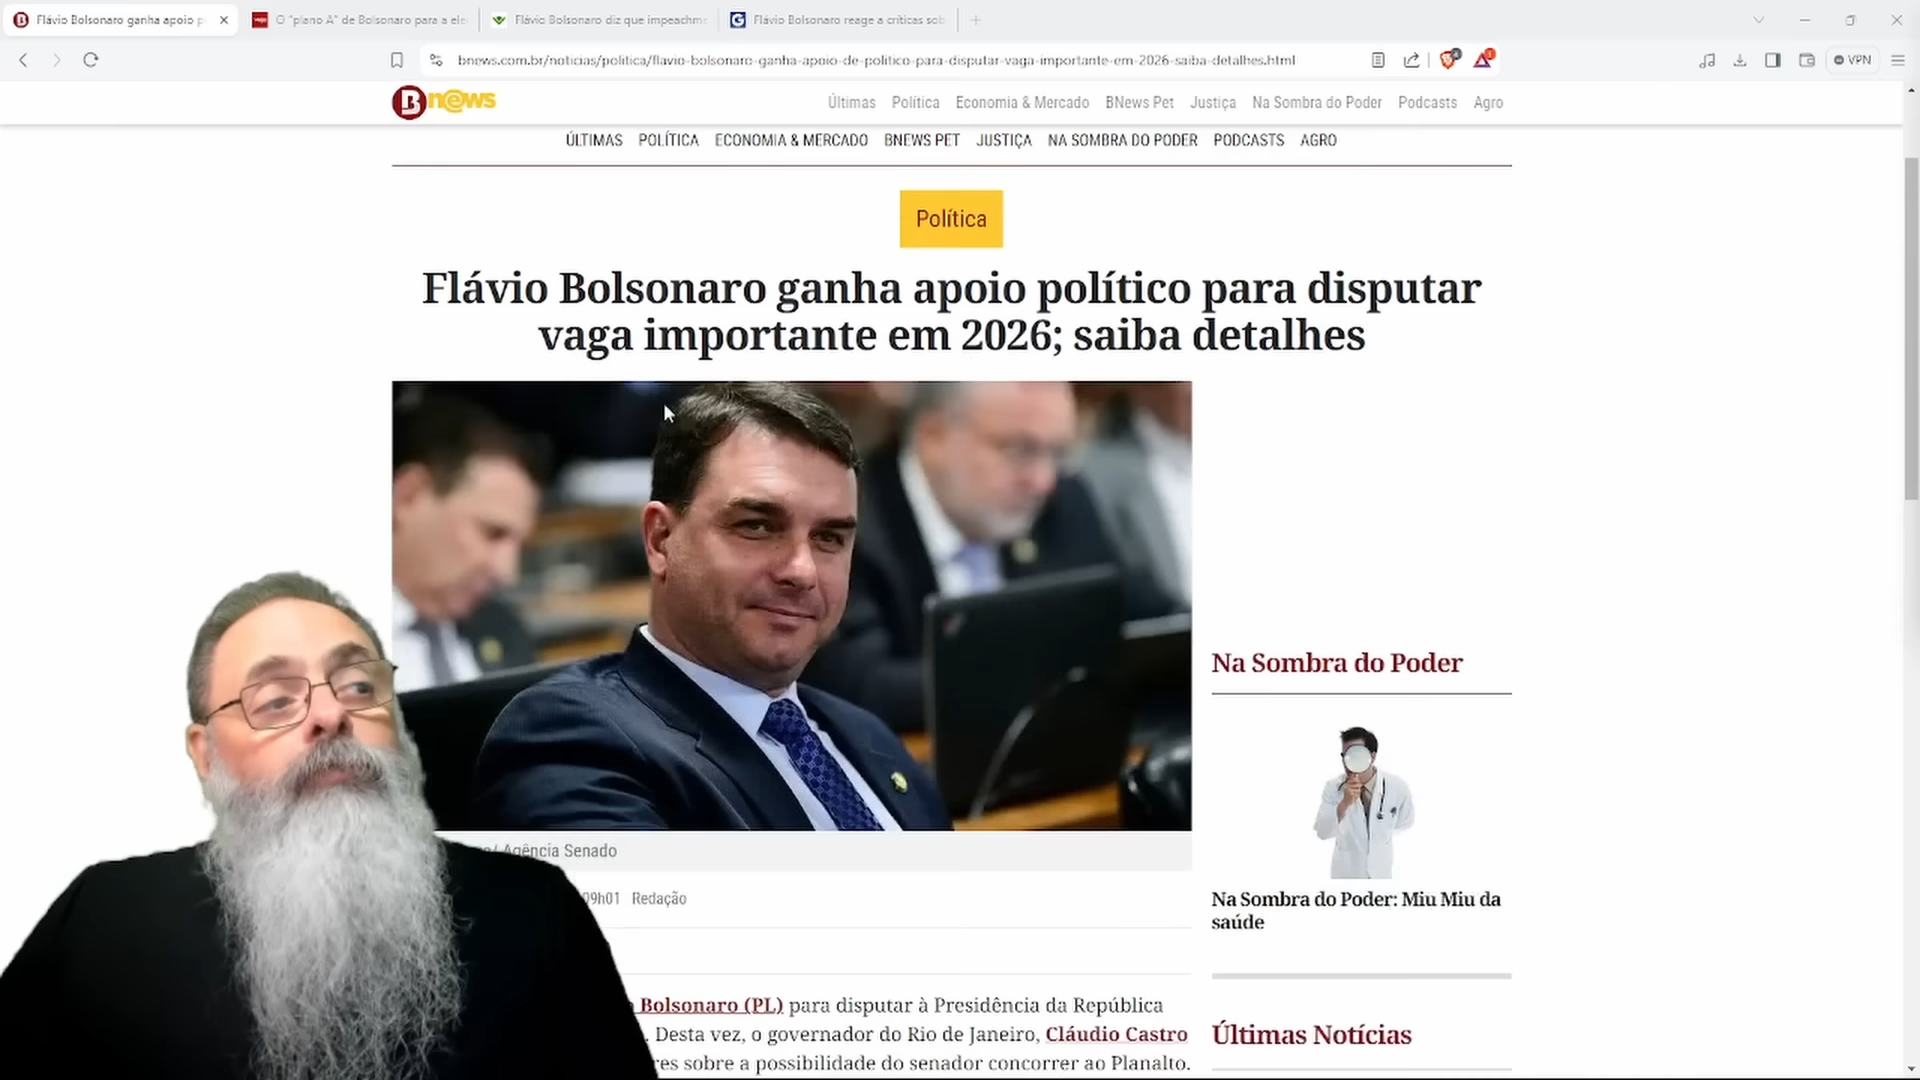 Flávio Bolsonaro ganha apoio p
O "plano A" de Bolsonaro para a ele
Flávio Bolsonaro diz que impeachme
Flávio Bolsonaro reage a críticas sob
bnews.com.br/noticias/politica/flavio-bolsonaro-ganha-apoio-de-politico-para-disputar-vaga-importante-em-2026-saiba-detalhes.html
VPN
Bn@ws
Últimas Política Economia & Mercado BNews Pet Justiça Na Sombra do Poder Podcasts Agro
ÚLTIMAS POLÍTICA ECONOMIA & MERCADO BNEWS PET JUSTIÇA NA SOMBRA DO PODER PODCASTS AGRO
Política
Flávio Bolsonaro ganha apoio político para disputar
vaga importante em 2026; saiba detalhes
/ Agência Senado
09h01 Redação
Bolsonaro (PL) para disputar à Presidência da República
. Desta vez, o governador do Rio de Janeiro, Cláudio Castro
res sobre a possibilidade do senador concorrer ao Planalto.
Na Sombra do Poder
Na Sombra do Poder: Miu Miu da
saúde
Últimas Notícias